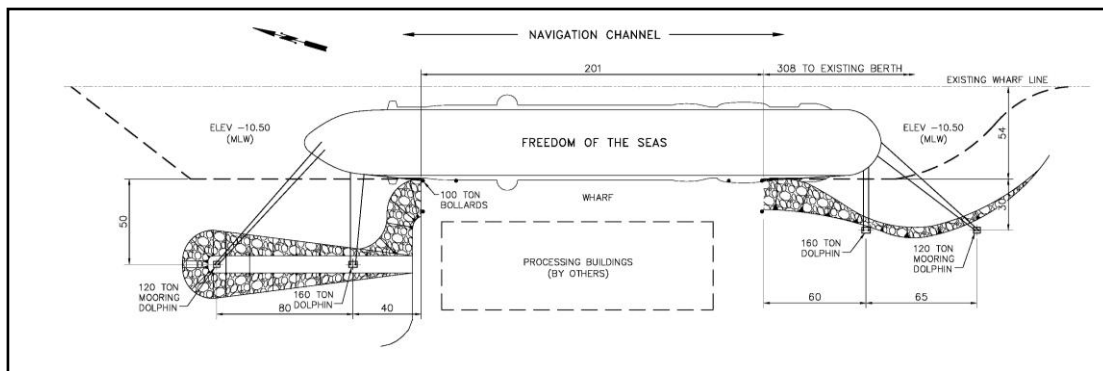 NAVIGATION CHANNEL
201
308 TO EXISTING BERTH
EXISTING WHARF LINE
ELEV -10.50
(MLW)
FREEDOM OF THE SEAS
ELEV -10.50
(MLW)
54
50
100 TON
BOLLARDS
WHARF
PROCESSING BUILDINGS
(BY OTHERS)
160 TON
DOLPHIN
120 TON
MOORING
DOLPHIN
120 TON
MOORING
DOLPHIN
160 TON
DOLPHIN
80
40
60
65